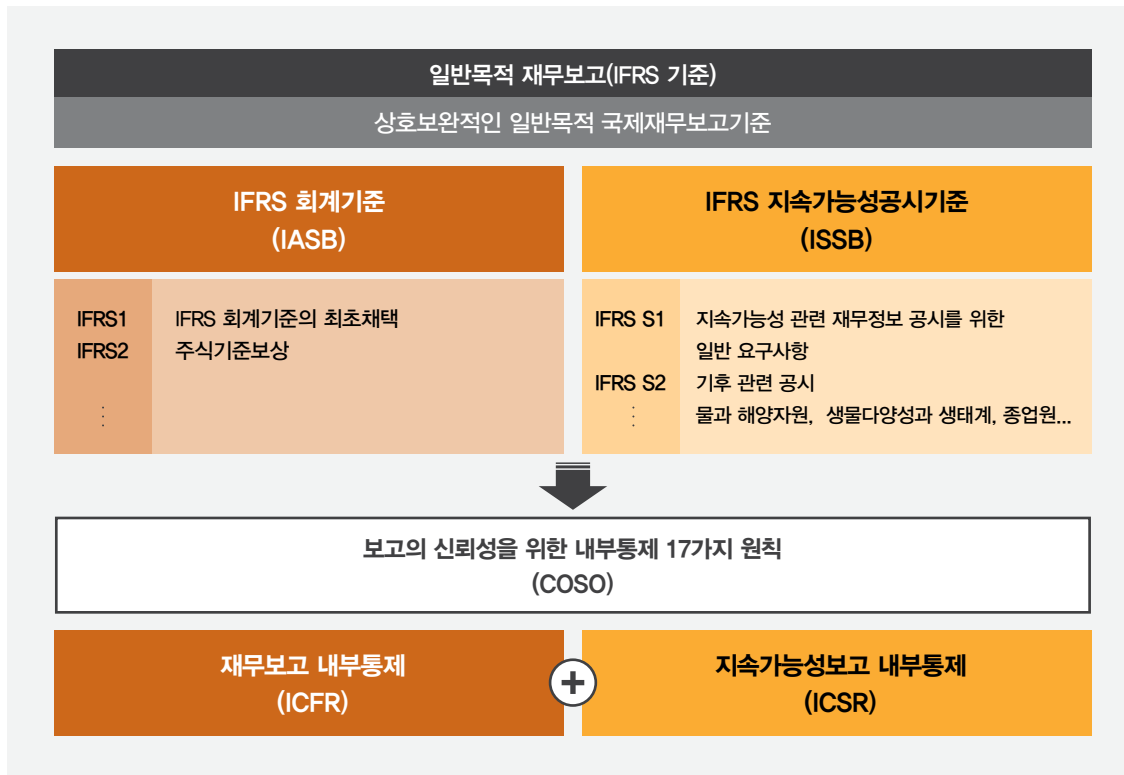 일반목적 재무보고(IFRS 기준)
상호보완적인 일반목적 국제재무보고기준
IFRS 회계기준
(IASB)
IFRS1 IFRS 회계기준의 최초채택
IFRS2 주식기준보상
⋮
IFRS 지속가능성공시기준
(ISSB)
IFRS S1 지속가능성 관련 재무정보 공시를 위한
일반 요구사항
IFRS S2 기후 관련 공시
⋮ 물과 해양자원, 생물다양성과 생태계, 종업원...
보고의 신뢰성을 위한 내부통제 17가지 원칙
(COSO)
재무보고 내부통제
(ICFR)
+
지속가능성보고 내부통제
(ICSR)